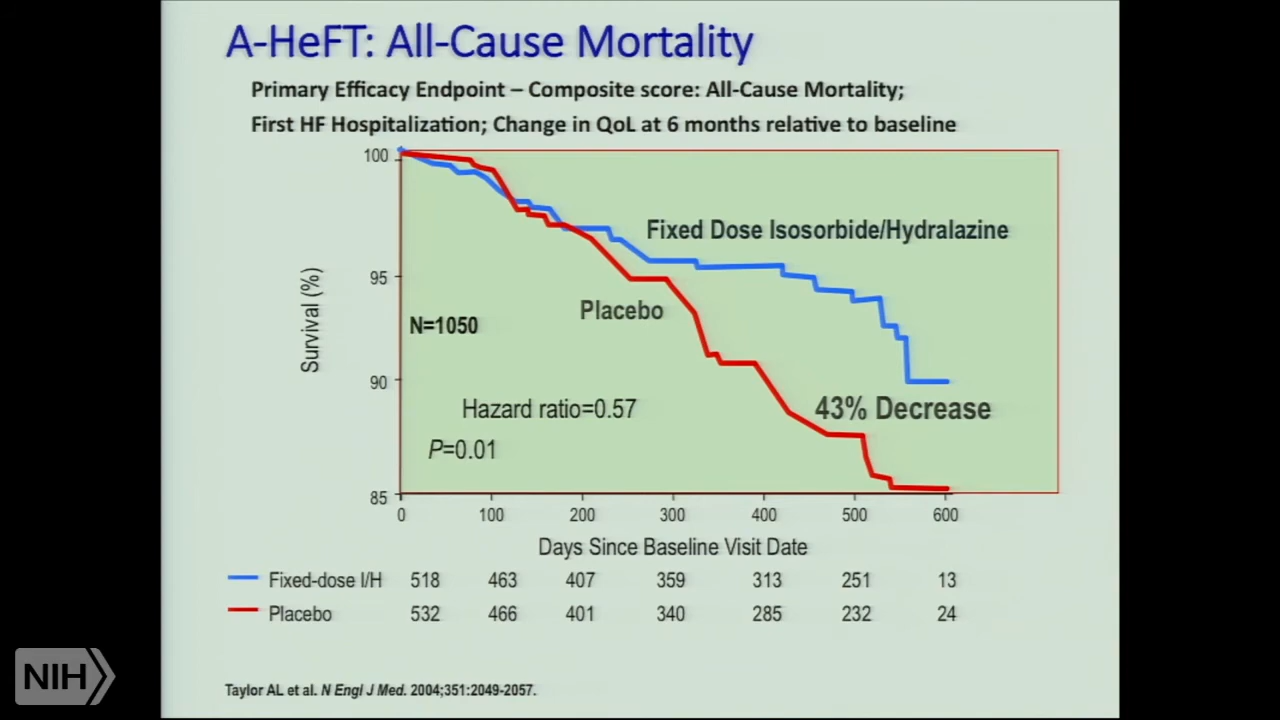 A-HeFT: All-Cause Mortality
Primary Efficacy Endpoint – Composite score: All-Cause Mortality;
First HF Hospitalization; Change in QoL at 6 months relative to baseline
100
95
90
85
Survival (%)
Fixed Dose Isosorbide/Hydralazine
Placebo
N=1050
Hazard ratio=0.57
43% Decrease
P=0.01
0 100 200 300 400 500 600
Days Since Baseline Visit Date
Fixed-dose I/H 518 463 407 359 313 251 13
Placebo 532 466 401 340 285 232 24
NIH
Taylor AL et al. N Engl J Med. 2004;351:2049-2057.